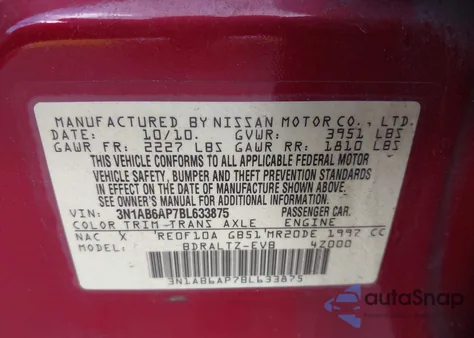 MANUFACTURED BY NISSAN MOTOR CO., LTD.
DATE: 10/10. GVWR: 3951 LBS
GAWR FR: 2227 LBS GAWR RR: 1810 LBS
THIS VEHICLE CONFORMS TO ALL APPLICABLE FEDERAL MOTOR
VEHICLE SAFETY, BUMPER AND THEFT PREVENTION STANDARDS
IN EFFECT ON THE DATE OF MANUFACTURE SHOWN ABOVE.
SEE OWNER'S MANUAL FOR ADDITIONAL INFORMATION.
VIN: 3N1AB6AP7BL633875 PASSENGER CAR.
COLOR TRIM TRANS AXLE ENGINE
NAC X RE0F10A GB51 MR20DE 1997 CC
MODEL: BDRALTZ-EVB 4Z000
3N1AB6AP7BL633875
autoSnap